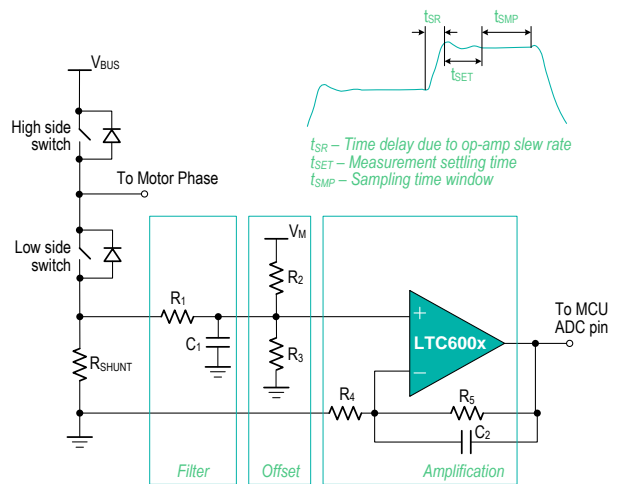 tSR
tSMP
tSET
VBUS
High side
switch
tSR – Time delay due to op-amp slew rate
tSET – Measurement settling time
tSMP – Sampling time window
To Motor Phase
Low side
switch
VM
R1
R2
C1
R3
RSHUNT
+
LTC600x
−
To MCU
ADC pin
R4
R5
C2
Filter
Offset
Amplification